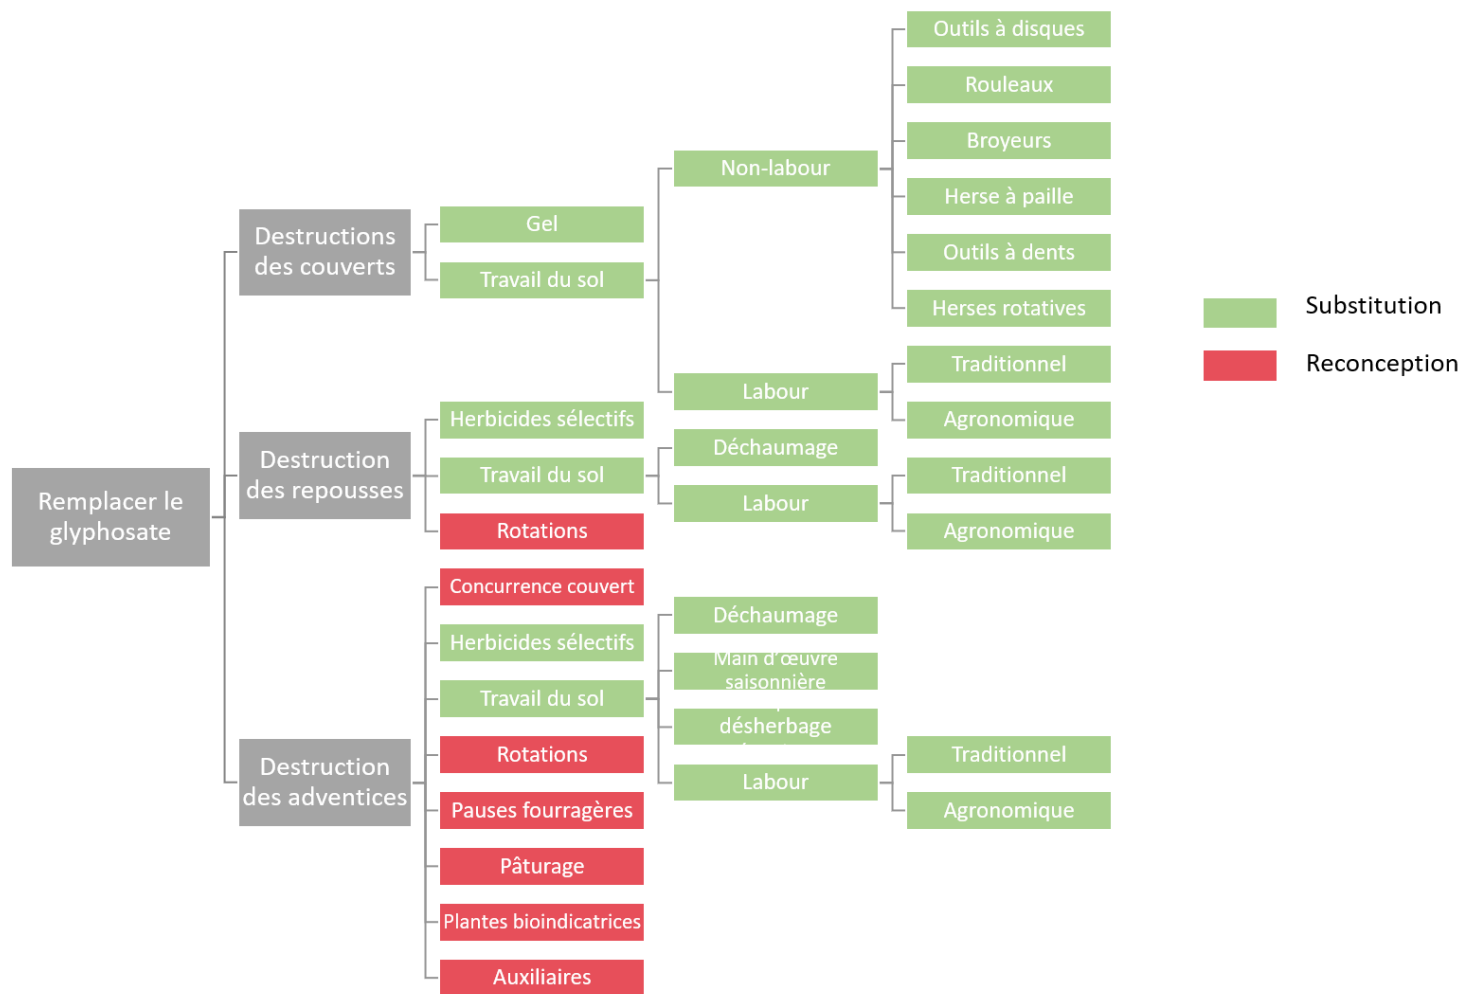 Outils à disques
Rouleaux
Broyeurs
Non-labour
Herse à paille
Gel
Destructions
des couverts
Outils à dents
Travail du sol
Herses rotatives
Substitution
Traditionnel
Reconception
Labour
Herbicides sélectifs
Agronomique
Déchaumage
Destruction
des repousses
Travail du sol
Traditionnel
Remplacer le
glyphosate
Labour
Rotations
Agronomique
Concurrence couvert
Déchaumage
Herbicides sélectifs
Main d'œuvre
saisonnière
Travail du sol
désherbage
Rotations
Traditionnel
Destruction
des adventices
Labour
Pauses fourragères
Agronomique
Pâturage
Plantes bioindicatrices
Auxiliaires